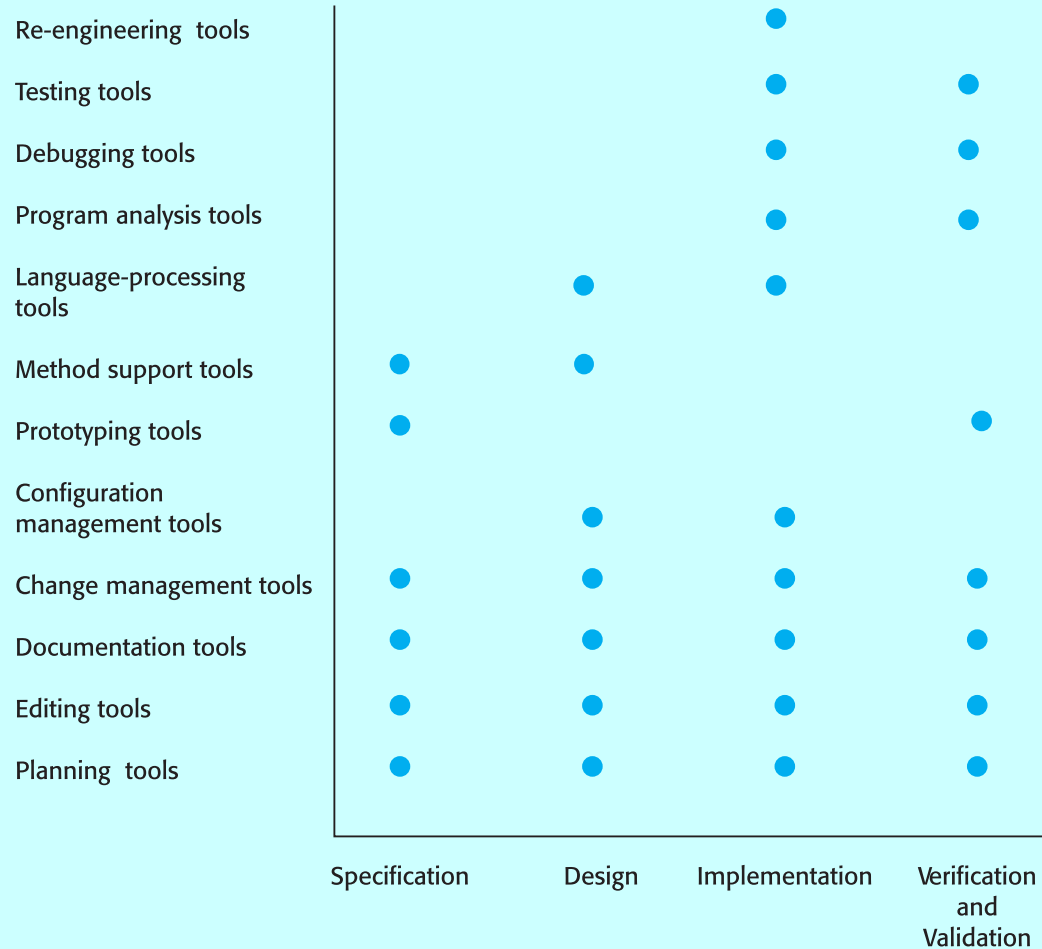 Re-engineering tools
Testing tools
Debugging tools
Program analysis tools
Language-processing
tools
Method support tools
Prototyping tools
Configuration
management tools
Change management tools
Documentation tools
Editing tools
Planning tools
Specification
Design
Implementation
Verification
and
Validation